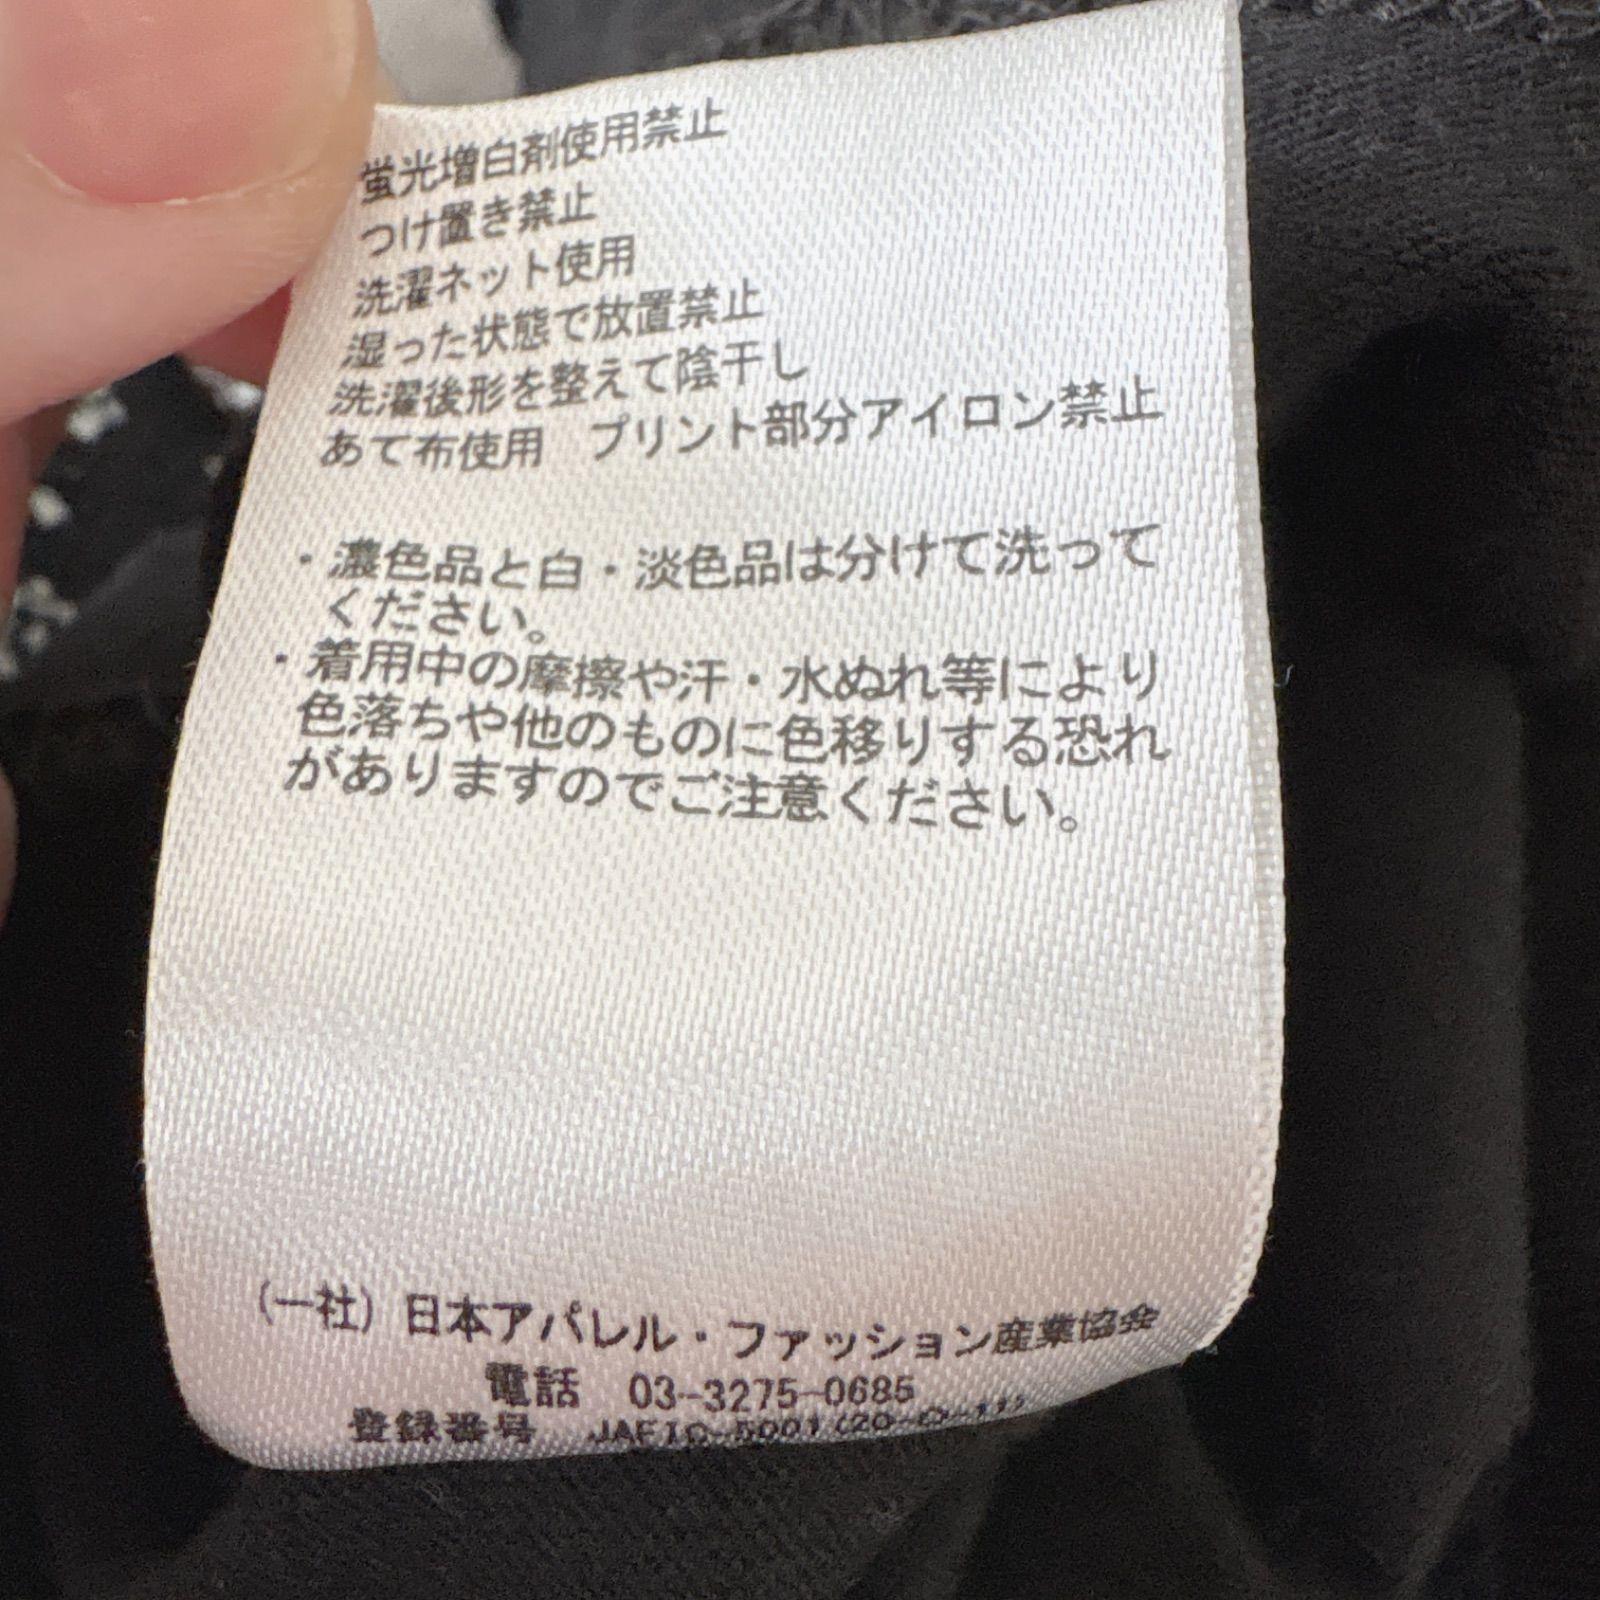 蛍光増白剤使用禁止
つけ置き禁止
洗濯ネット使用
湿った状態で放置禁止
洗濯後形を整えて陰干し
あて布使用　プリント部分アイロン禁止
・濃色品と白・淡色品は分けて洗って
ください。
・着用中の摩擦や汗・水ぬれ等により
色落ちや他のものに色移りする恐れ
がありますのでご注意ください。
(一社) 日本アパレル・ファッション産業協会
電話　03-3275-0685
登録番号　JAFIC-5001